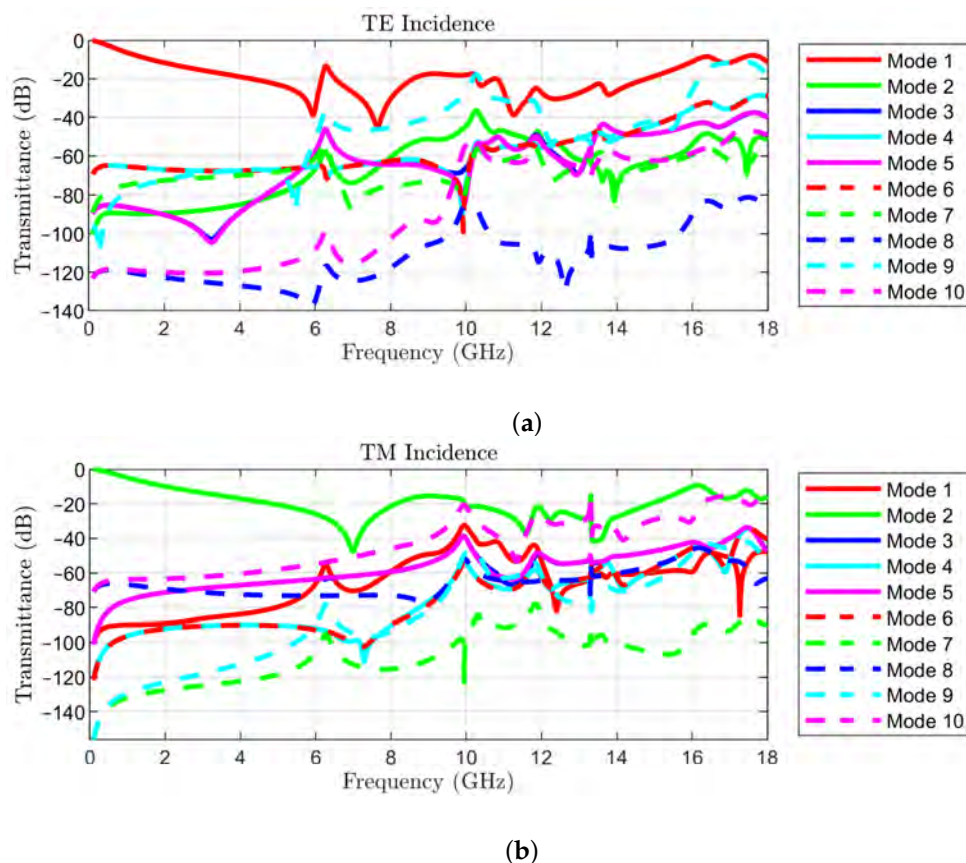 TE Incidence
0
−20
−40
−60
−80
−100
−120
−140
0 2 4 6 8 10 12 14 16 18
Transmittance (dB)
Frequency (GHz)
Mode 1
Mode 2
Mode 3
Mode 4
Mode 5
Mode 6
Mode 7
Mode 8
Mode 9
Mode 10
(a)
TM Incidence
0
−20
−40
−60
−80
−100
−120
−140
0 2 4 6 8 10 12 14 16 18
Transmittance (dB)
Frequency (GHz)
Mode 1
Mode 2
Mode 3
Mode 4
Mode 5
Mode 6
Mode 7
Mode 8
Mode 9
Mode 10
(b)